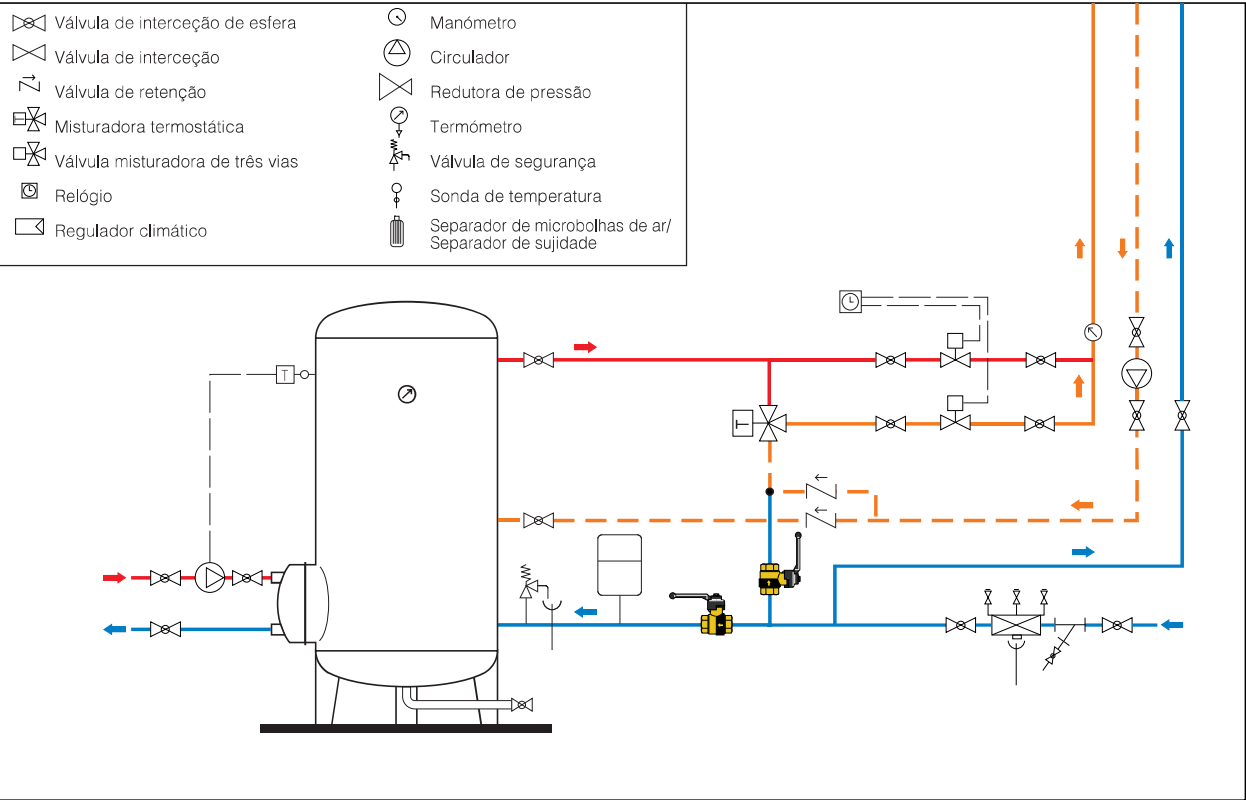 Válvula de interceção de esfera
Válvula de interceção
Válvula de retenção
Misturadora termostática
Válvula misturadora de três vias
Relógio
Regulador climático
Manómetro
Circulador
Redutora de pressão
Termómetro
Válvula de segurança
Sonda de temperatura
Separador de microbolhas de ar/
Separador de sujidade
T
T